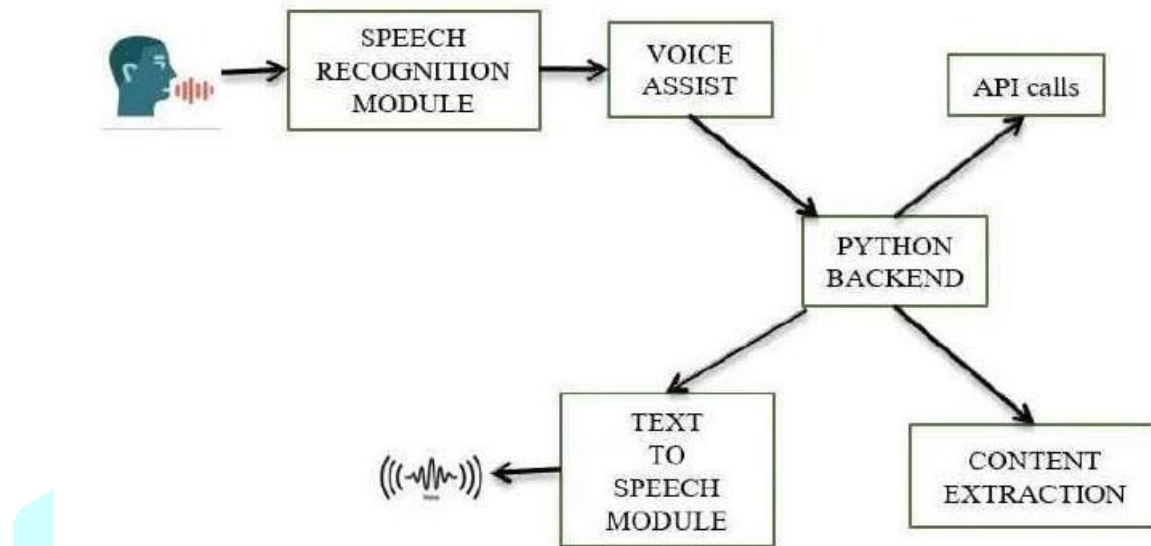 SPEECH
RECOGNITION
MODULE
VOICE
ASSIST
API calls
PYTHON
BACKEND
TEXT
TO
SPEECH
MODULE
CONTENT
EXTRACTION